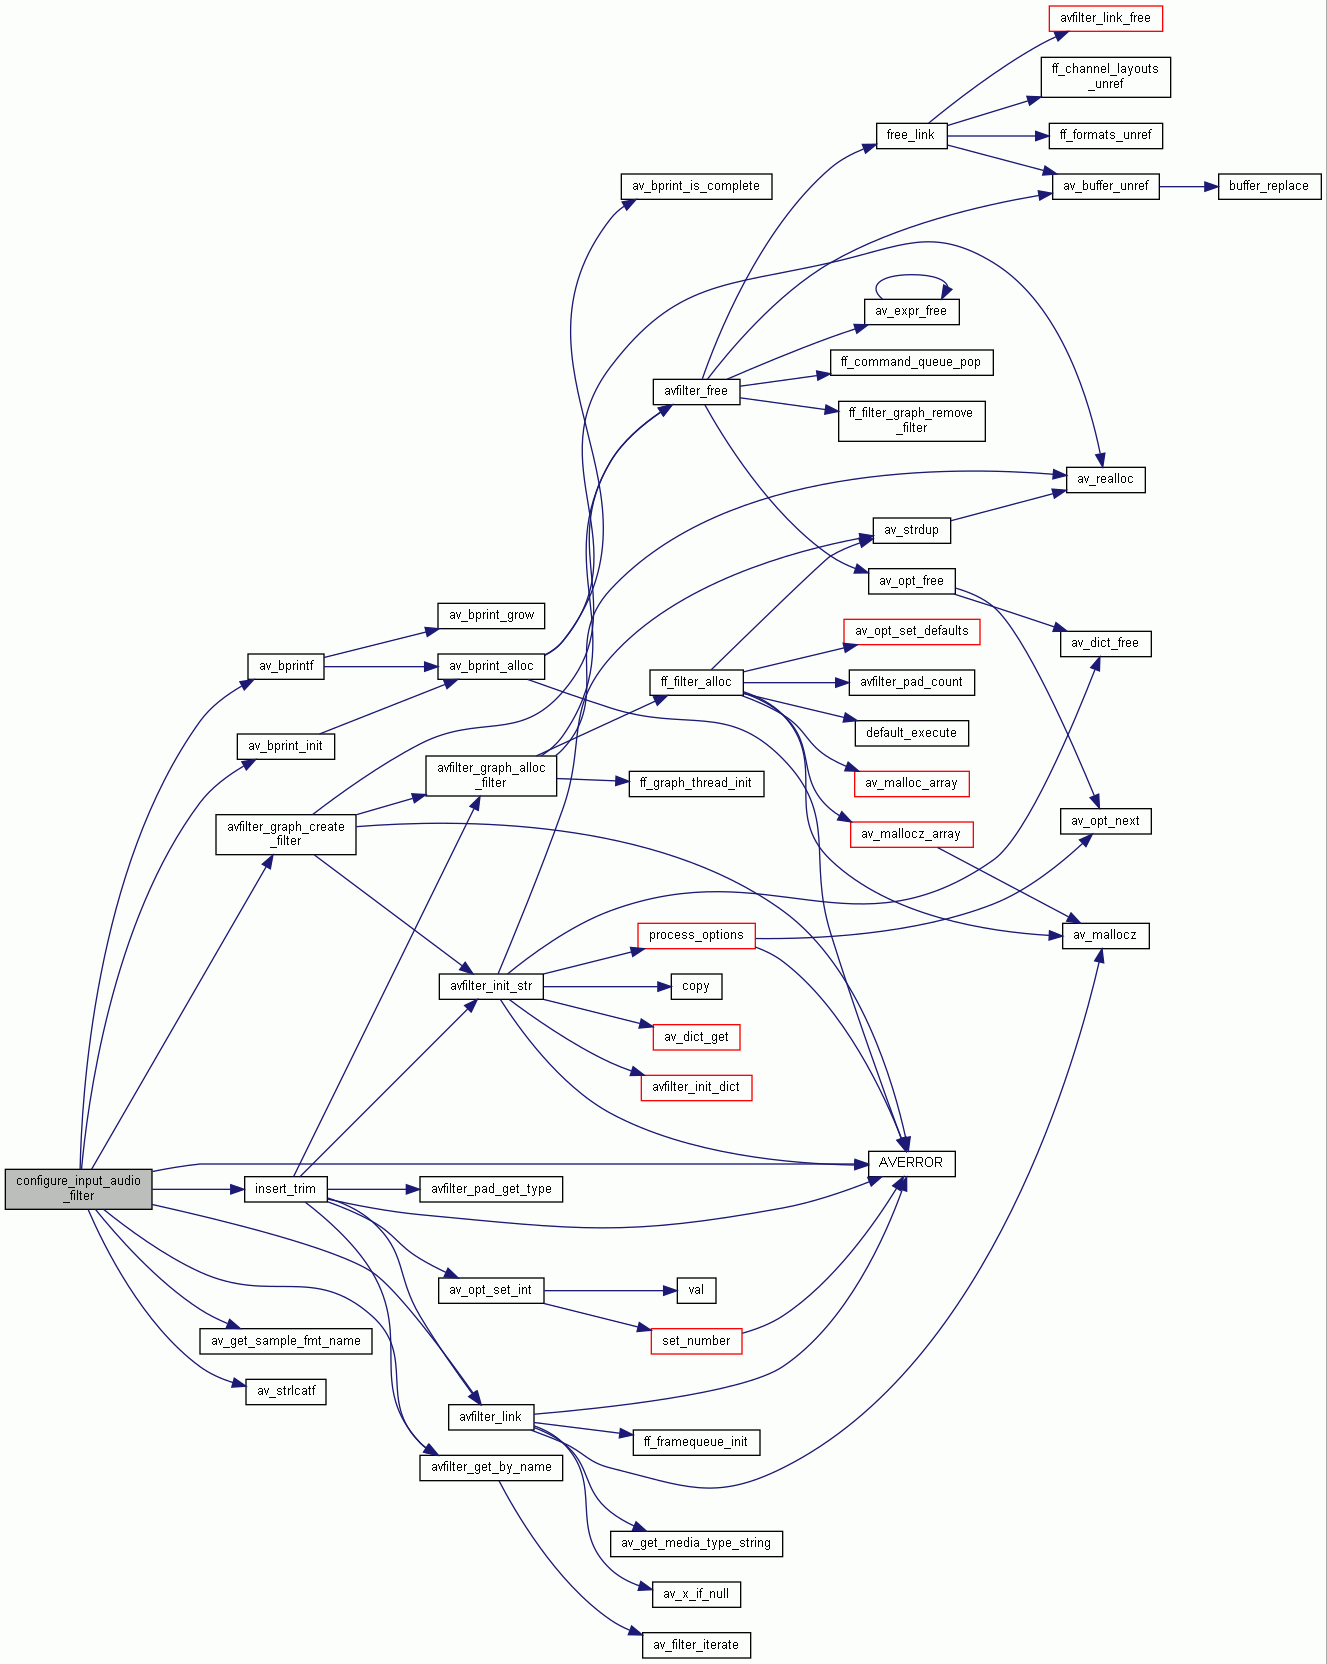 avfilter_link_free
ff_channel_layouts
_unref
free_link
ff_formats_unref
av_bprint_is_complete
av_buffer_unref
buffer_replace
av_expr_free
ff_command_queue_pop
avfilter_free
ff_filter_graph_remove
_filter
av_realloc
av_strdup
av_opt_free
av_bprint_grow
av_opt_set_defaults
av_dict_free
av_bprintf
av_bprint_alloc
ff_filter_alloc
avfilter_pad_count
default_execute
av_bprint_init
avfilter_graph_alloc
_filter
ff_graph_thread_init
av_malloc_array
avfilter_graph_create
_filter
av_mallocz_array
av_opt_next
process_options
av_mallocz
avfilter_init_str
copy
av_dict_get
avfilter_init_dict
AVERROR
configure_input_audio
_filter
insert_trim
avfilter_pad_get_type
av_opt_set_int
val
av_get_sample_fmt_name
set_number
av_strlcatf
avfilter_link
ff_framequeue_init
avfilter_get_by_name
av_get_media_type_string
av_x_if_null
av_filter_iterate